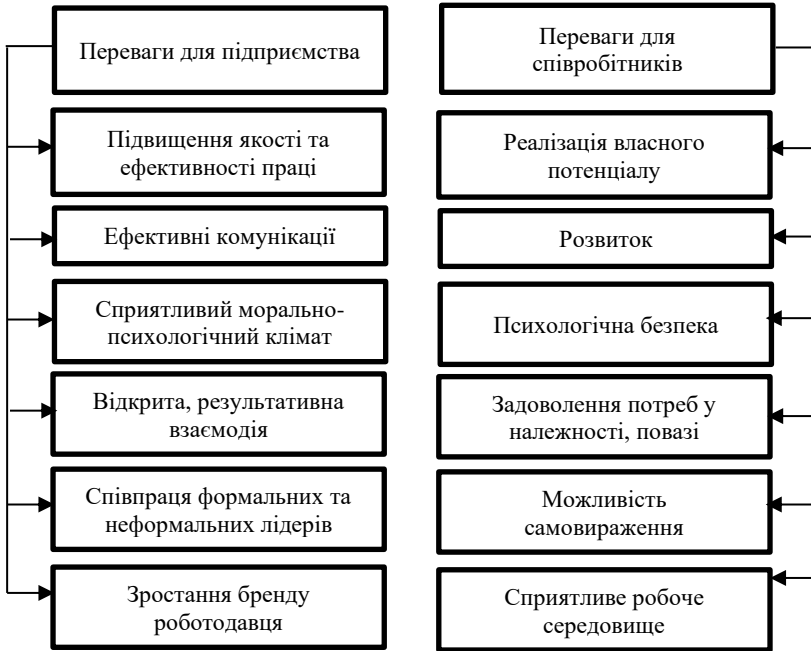 Переваги для підприємства
Підвищення якості та
ефективності праці
Ефективні комунікації
Сприятливий морально-
психологічний клімат
Відкрита, результативна
взаємодія
Співпраця формальних та
неформальних лідерів
Зростання бренду
роботодавця
Переваги для
співробітників
Реалізація власного
потенціалу
Розвиток
Психологічна безпека
Задоволення потреб у
належності, повазі
Можливість
самовираження
Сприятливе робоче
середовище